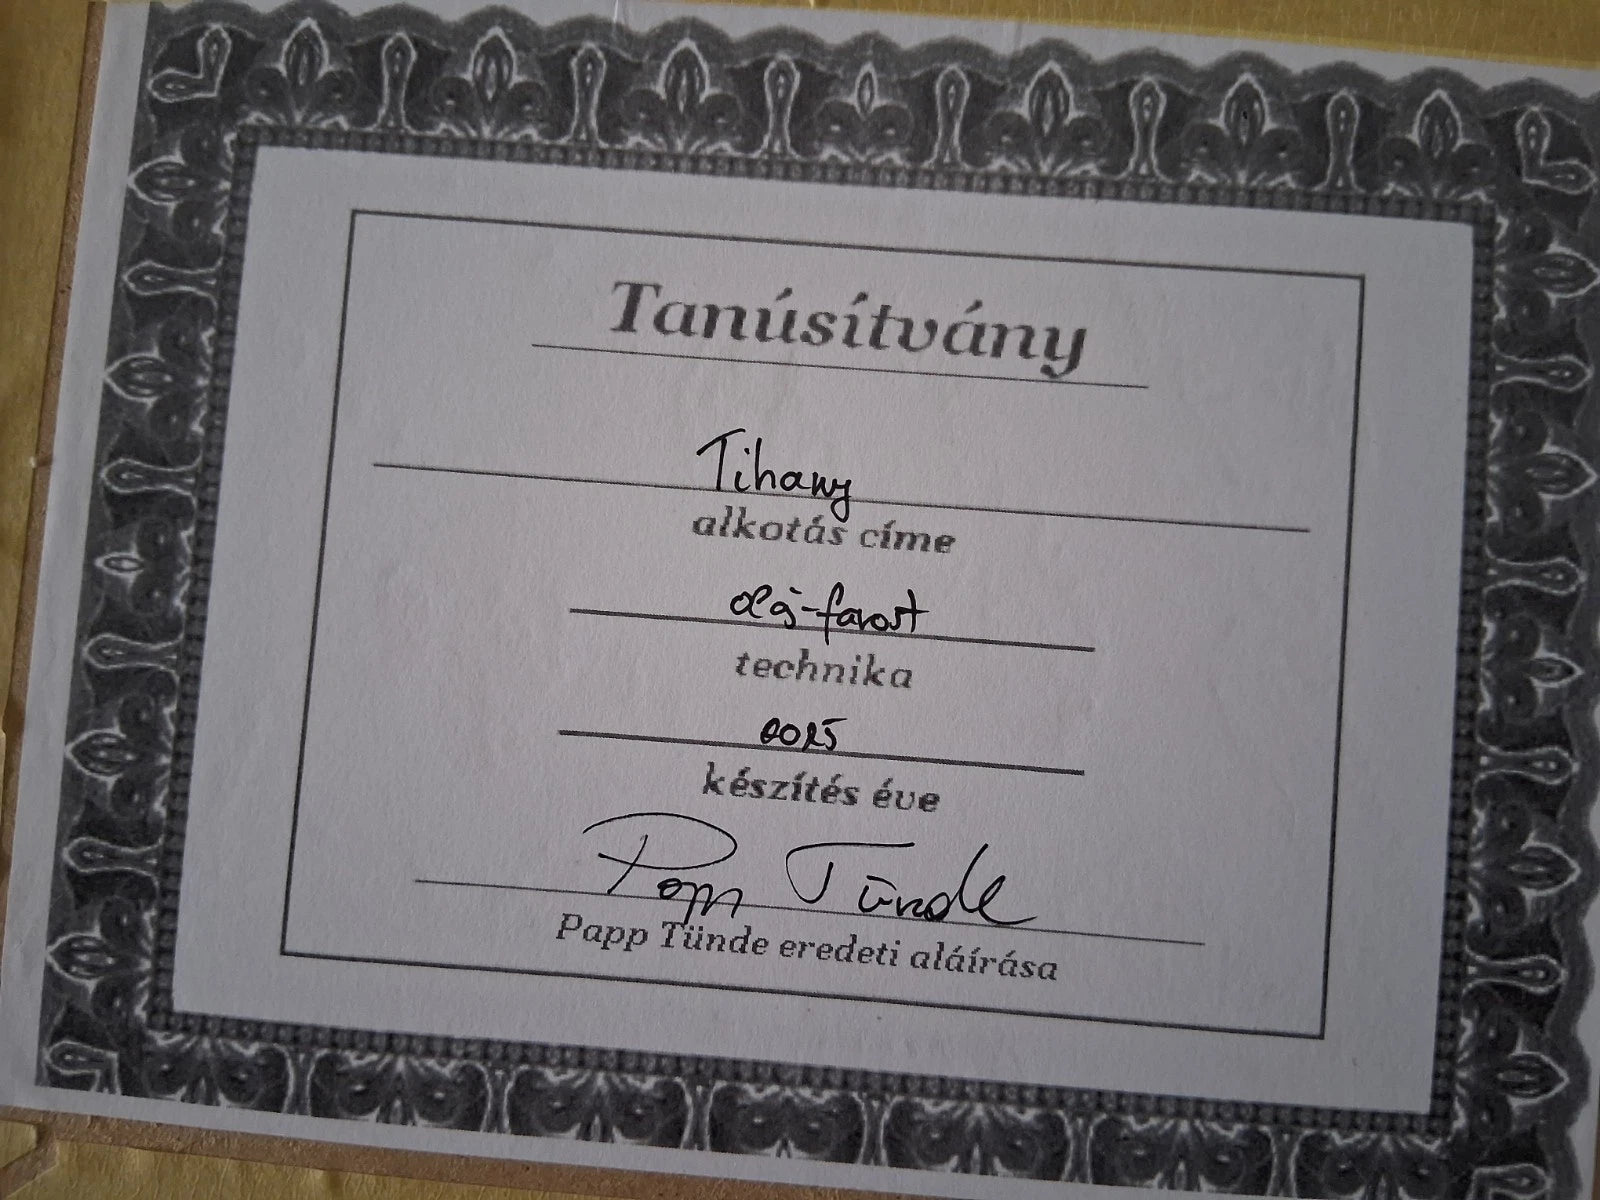 Tanúsítvány
Tihany
alkotás címe
olaj-farost
technika
2025
készítés éve
Papp Tünde
Papp Tünde eredeti aláírása